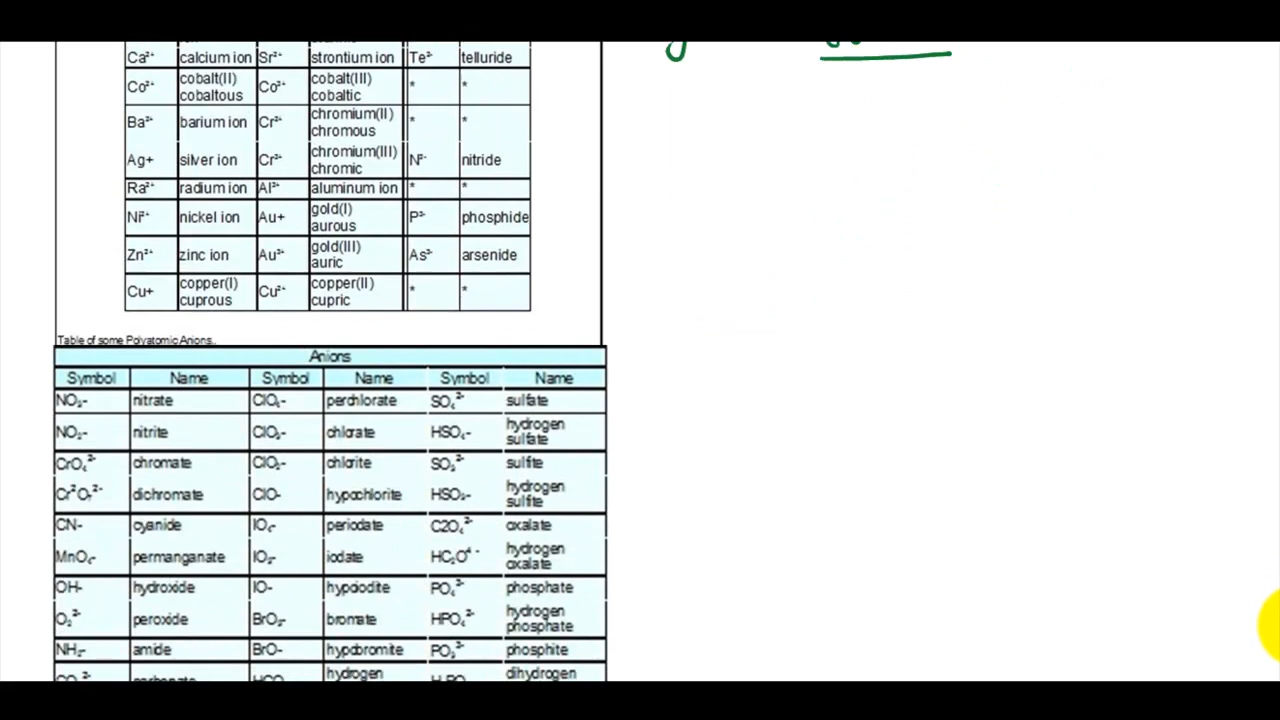 Ca²⁺ calcium ion Sr²⁺ strontium ion Te²⁻ telluride
Co²⁺ cobalt(II) cobaltous Co³⁺ cobalt(III) cobaltic * *
Ba²⁺ barium ion Cr²⁺ chromium(II) chromous * *
Ag+ silver ion Cr³⁺ chromium(III) chromic N³⁻ nitride
Ra²⁺ radium ion Al³⁺ aluminum ion * *
Ni²⁺ nickel ion Au+ gold(I) aurous P³⁻ phosphide
Zn²⁺ zinc ion Au³⁺ gold(III) auric As³⁻ arsenide
Cu+ copper(I) cuprous Cu²⁺ copper(II) cupric * *
Table of some Polyatomic Anions..
Anions
Symbol Name Symbol Name Symbol Name
NO₃- nitrate ClO₄- perchlorate SO₄²⁻ sulfate
NO₂- nitrite ClO₃- chlorate HSO₄- hydrogen sulfate
CrO₄²⁻ chromate ClO₂- chlorite SO₃²⁻ sulfite
Cr²O₇²⁻ dichromate ClO- hypochlorite HSO₃- hydrogen sulfite
CN- cyanide IO₄- periodate C2O₄²⁻ oxalate
MnO₄- permanganate IO₃- iodate HC₂O⁴⁻ hydrogen oxalate
OH- hydroxide IO- hypoiodite PO₄³⁻ phosphate
O₂²⁻ peroxide BrO₃- bromate HPO₄²⁻ hydrogen phosphate
NH₂- amide BrO- hypobromite PO₃³⁻ phosphite
hydrogen dihydrogen